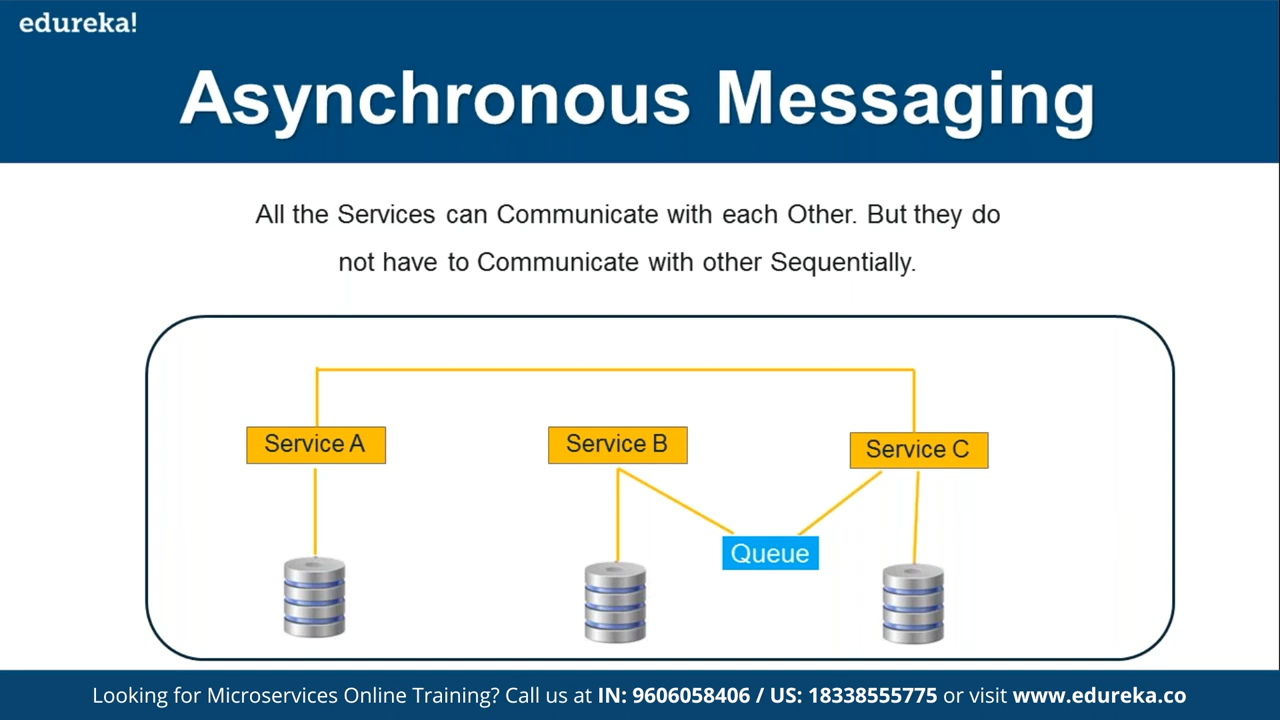 edureka!
Asynchronous Messaging
All the Services can Communicate with each Other. But they do
not have to Communicate with other Sequentially.
Service A
Service B
Service C
Queue
Looking for Microservices Online Training? Call us at IN: 9606058406 / US: 18338555775 or visit www.edureka.co